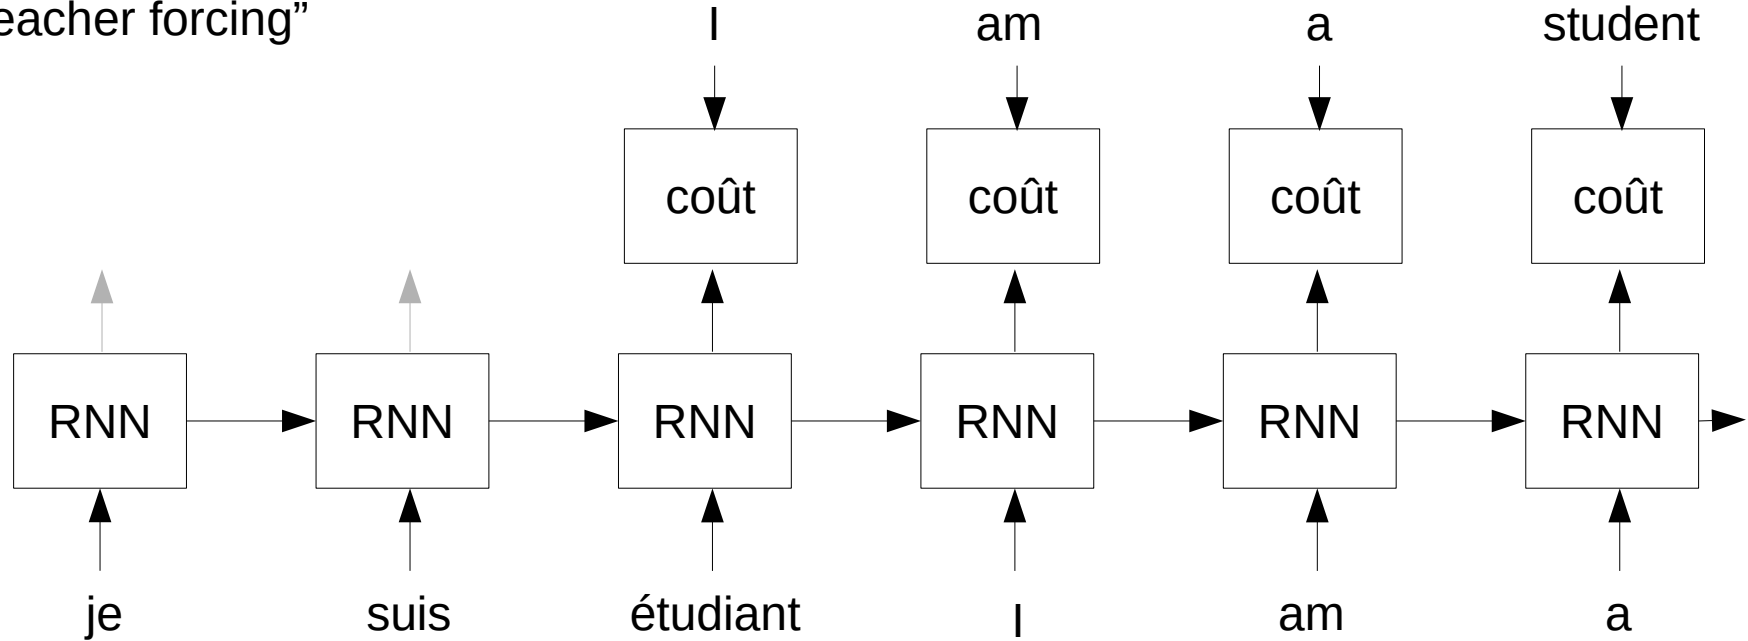 eacher forcing”
I am a student
coût coût coût coût
RNN RNN RNN RNN RNN RNN
je suis étudiant I am a